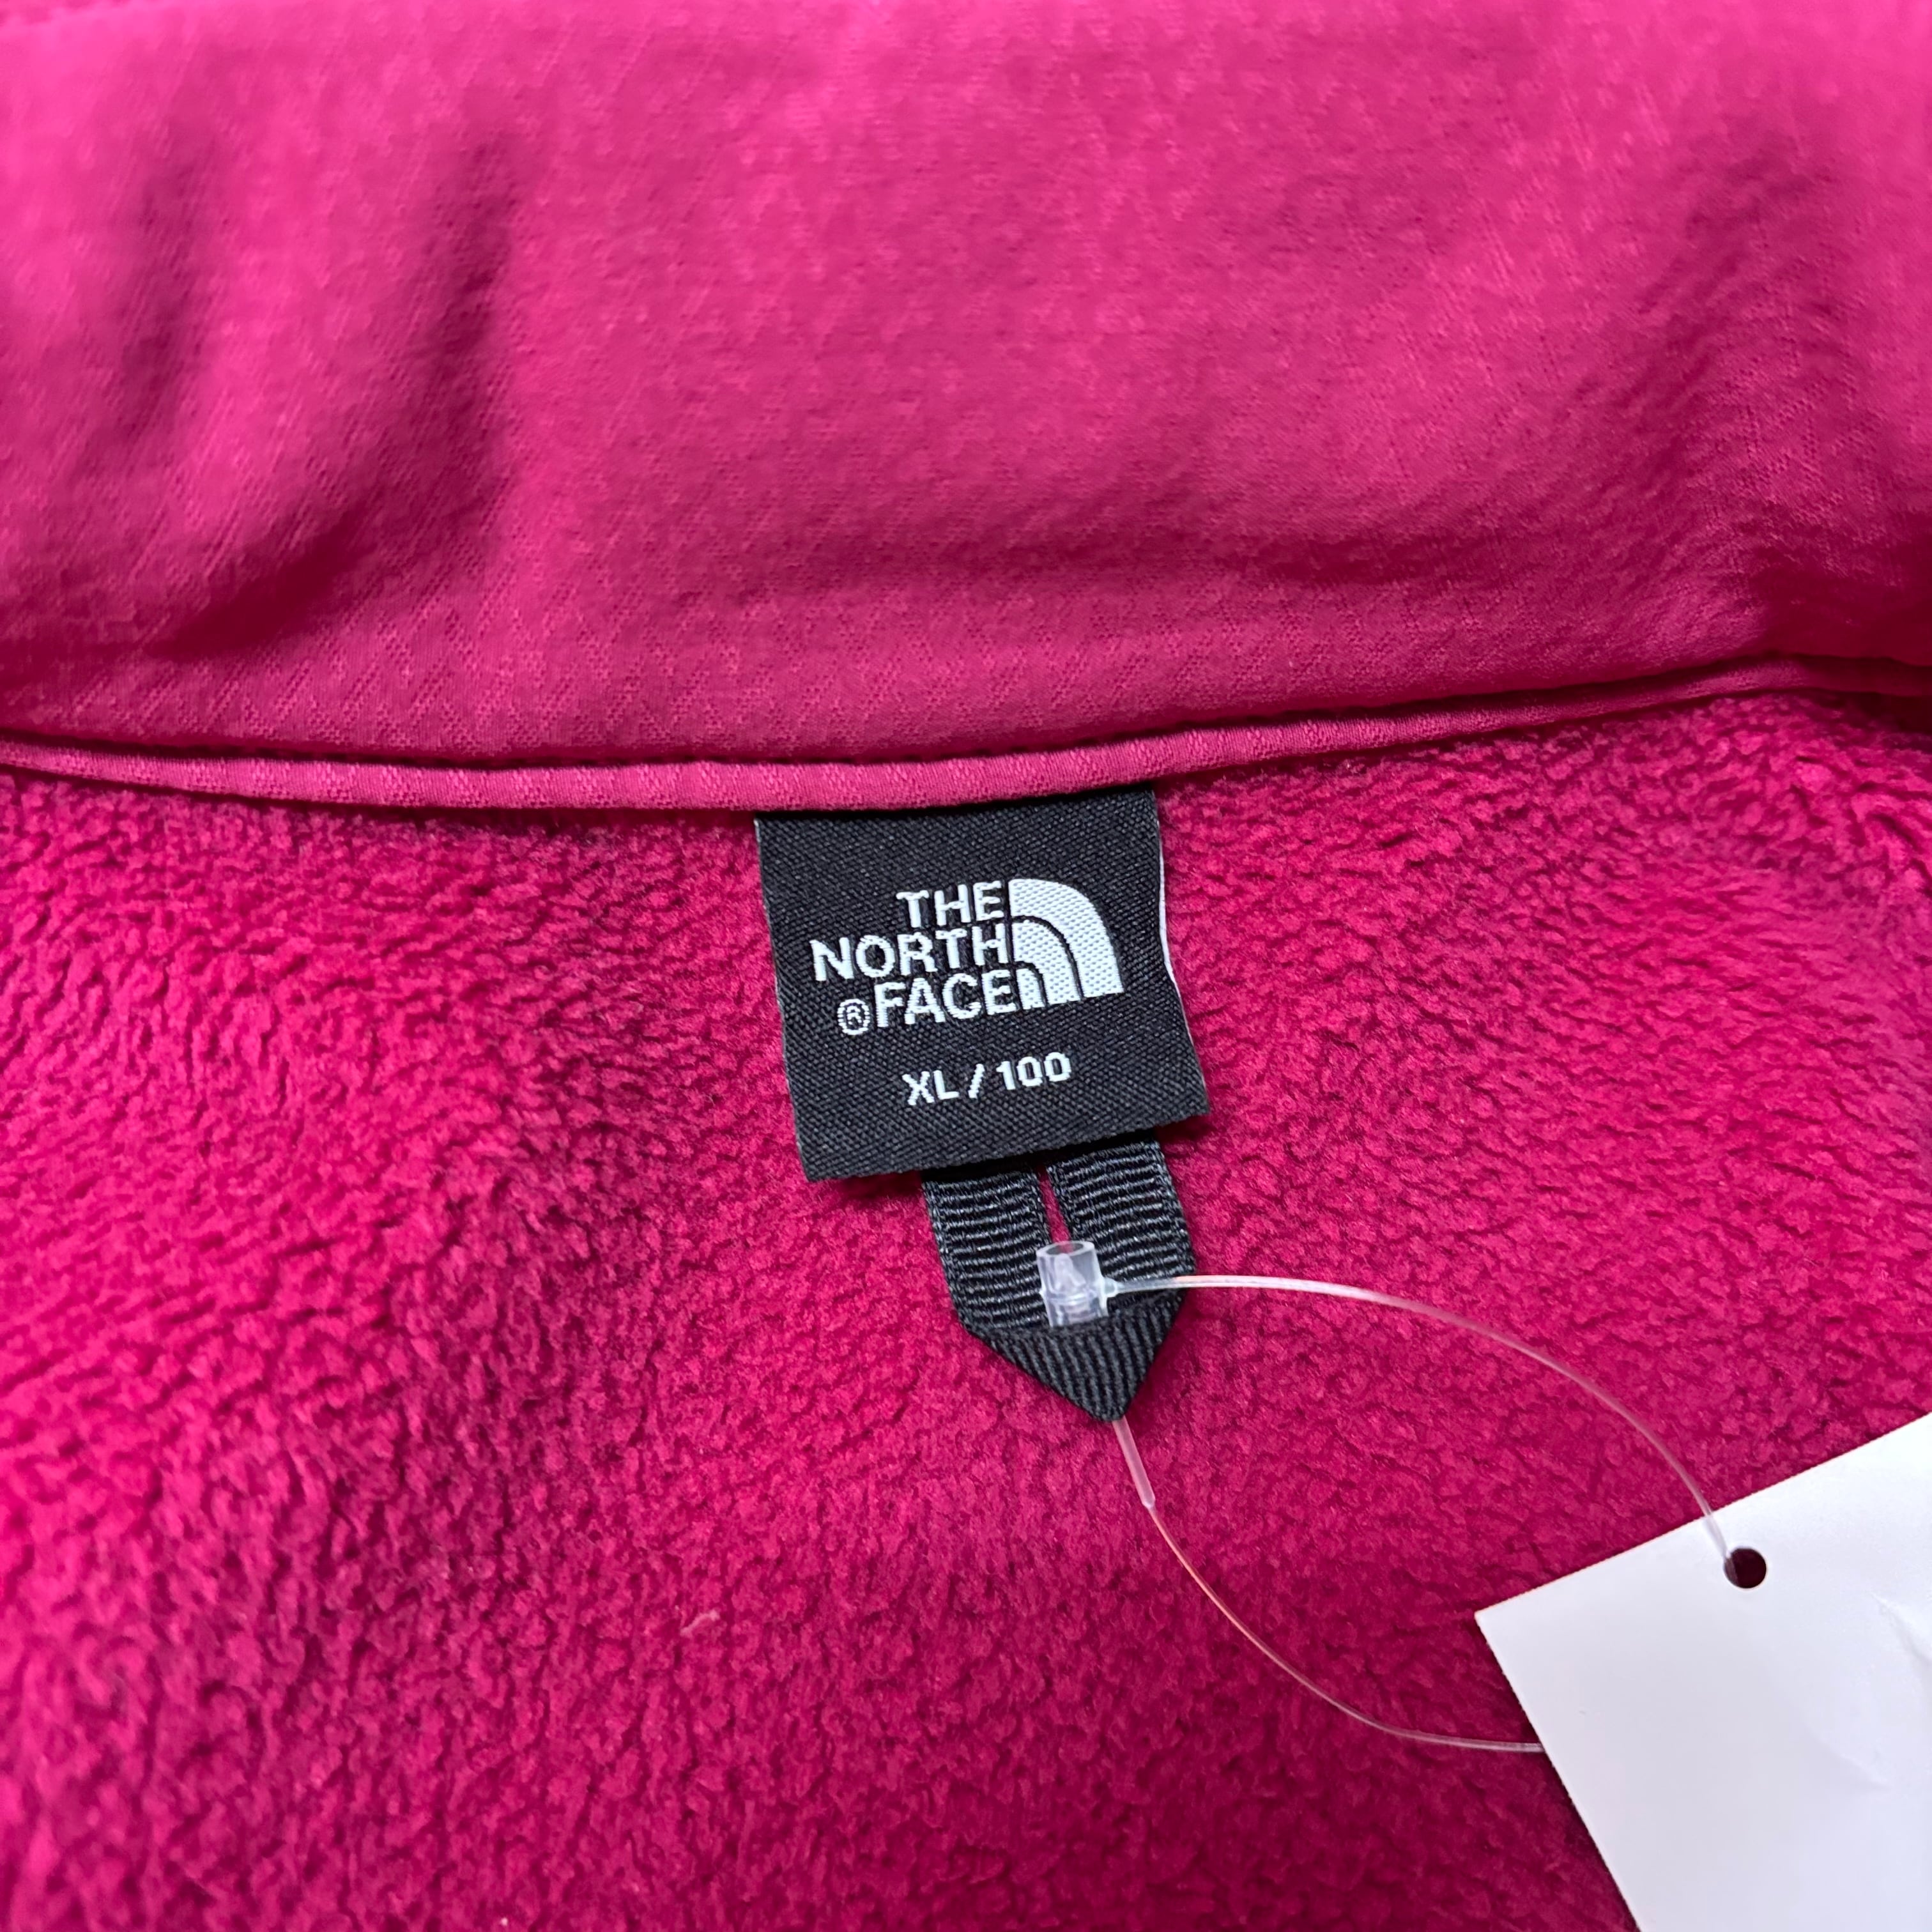 THE
NORTH
®FACE
XL / 100